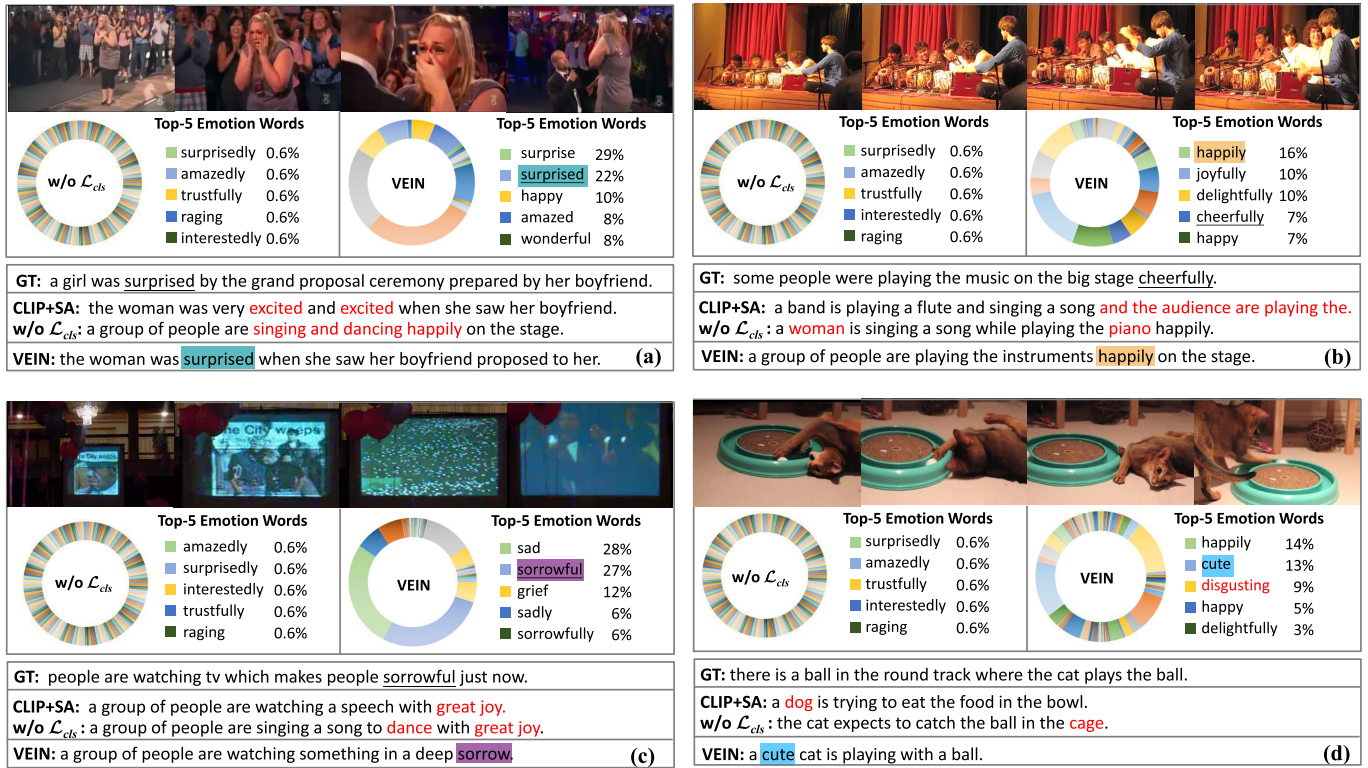 w/o ℒcls
Top-5 Emotion Words
surprisedly 0.6%
amazedly 0.6%
trustfully 0.6%
raging 0.6%
interestedly 0.6%
VEIN
Top-5 Emotion Words
surprise 29%
surprised 22%
happy 10%
amazed 8%
wonderful 8%
GT: a girl was surprised by the grand proposal ceremony prepared by her boyfriend.
CLIP+SA: the woman was very excited and excited when she saw her boyfriend.
w/o ℒcls: a group of people are singing and dancing happily on the stage.
VEIN: the woman was surprised when she saw her boyfriend proposed to her. (a)
w/o ℒcls
Top-5 Emotion Words
surprisedly 0.6%
amazedly 0.6%
trustfully 0.6%
interestedly 0.6%
raging 0.6%
VEIN
Top-5 Emotion Words
happily 16%
joyfully 10%
delightfully 10%
cheerfully 7%
happy 7%
GT: some people were playing the music on the big stage cheerfully.
CLIP+SA: a band is playing a flute and singing a song and the audience are playing the.
w/o ℒcls: a woman is singing a song while playing the piano happily.
VEIN: a group of people are playing the instruments happily on the stage. (b)
he City weeps
w/o ℒcls
Top-5 Emotion Words
amazedly 0.6%
surprisedly 0.6%
interestedly 0.6%
trustfully 0.6%
raging 0.6%
VEIN
Top-5 Emotion Words
sad 28%
sorrowful 27%
grief 12%
sadly 6%
sorrowfully 6%
GT: people are watching tv which makes people sorrowful just now.
CLIP+SA: a group of people are watching a speech with great joy.
w/o ℒcls: a group of people are singing a song to dance with great joy.
VEIN: a group of people are watching something in a deep sorrow. (c)
w/o ℒcls
Top-5 Emotion Words
surprisedly 0.6%
amazedly 0.6%
trustfully 0.6%
interestedly 0.6%
raging 0.6%
VEIN
Top-5 Emotion Words
happily 14%
cute 13%
disgusting 9%
happy 5%
delightfully 3%
GT: there is a ball in the round track where the cat plays the ball.
CLIP+SA: a dog is trying to eat the food in the bowl.
w/o ℒcls: the cat expects to catch the ball in the cage.
VEIN: a cute cat is playing with a ball. (d)